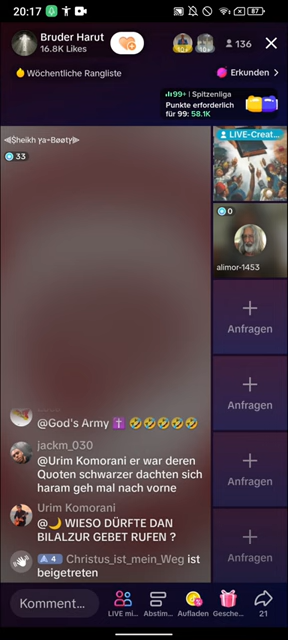 20:17
87
Bruder Harut
16.8K Likes
10+
10+
136
Wöchentliche Rangliste
Erkunden >
99+ | Spitzenliga
Punkte erforderlich
für 99: 58.1K
LIVE-Creat...
33
0
alimor-1453
Anfragen
Anfragen
Anfragen
Anfragen
@God's Army ✝️ 🤣🤣🤣🤣🤣
jackm_030
@Urim Komorani er war deren
Quoten schwarzer dachten sich
haram geh mal nach vorne
Urim Komorani
@🌙 WIESO DÜRFTE DAN
BILALZUR GEBET RUFEN ?
4 Christus_ist_mein_Weg ist
beigetreten
Komment...
LIVE mi...
Abstim...
Aufladen
Gesche...
21